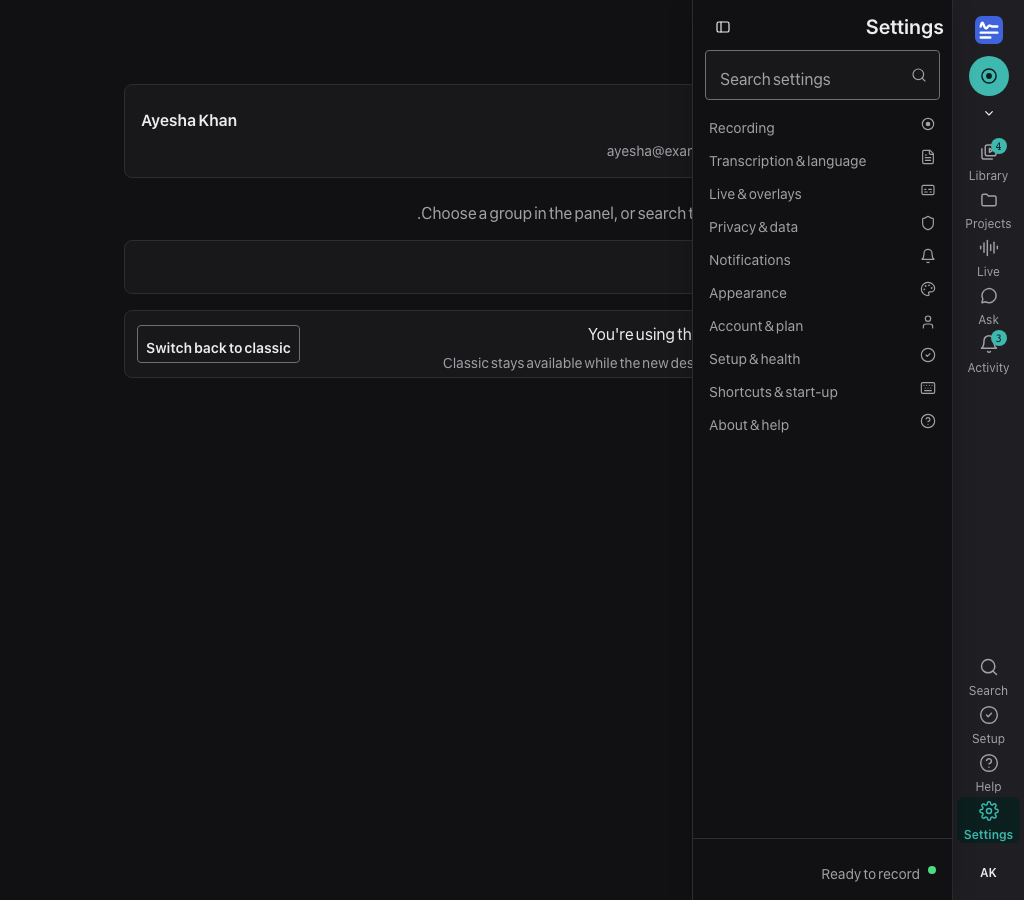 Settings
Search settings
Recording
Transcription & language
Live & overlays
Privacy & data
Notifications
Appearance
Account & plan
Setup & health
Shortcuts & start-up
About & help
Ready to record
4
Library
Projects
Live
Ask
3
Activity
Search
Setup
Help
Settings
AK
Ayesha Khan
ayesha@exar
.Choose a group in the panel, or search t
You're using th
Classic stays available while the new des
Switch back to classic